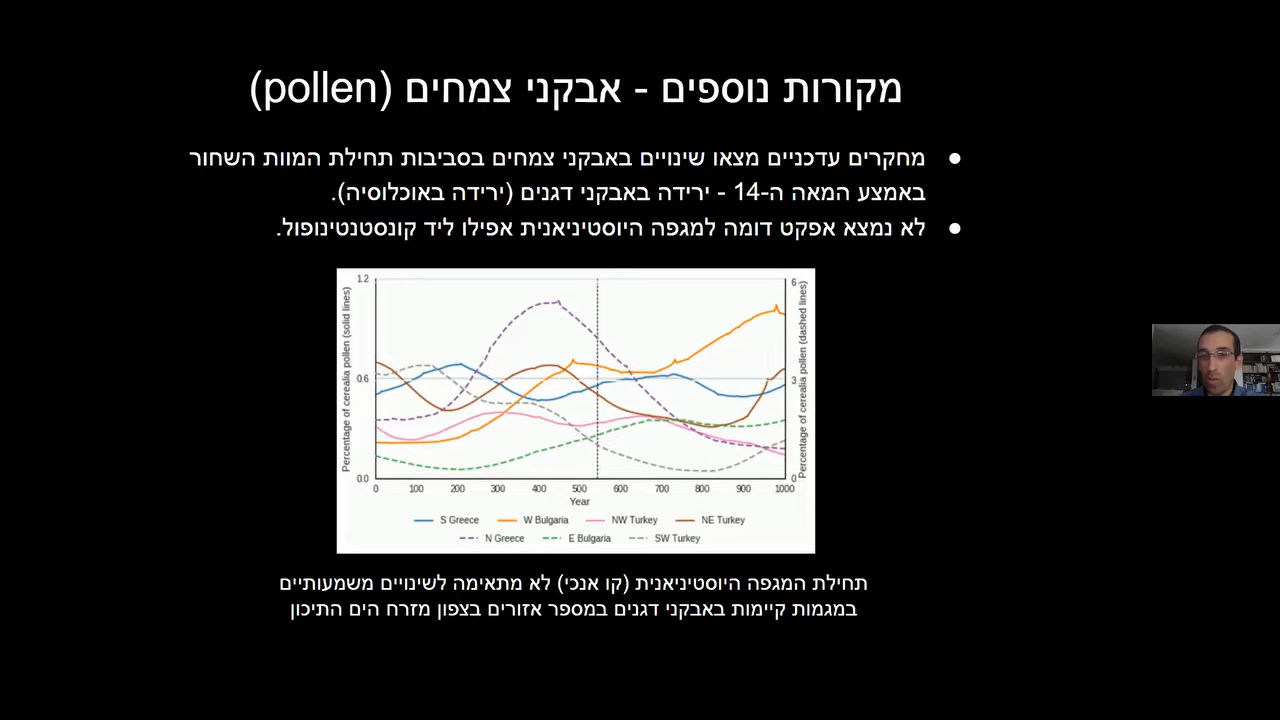 מקורות נוספים - אבקני צמחים (pollen)
● מחקרים עדכניים מצאו שינויים באבקני צמחים בסביבות תחילת המוות השחור
באמצע המאה ה-14 - ירידה באבקני דגנים (ירידה באוכלוסיה).
● לא נמצא אפקט דומה למגפה היוסטיניאנית אפילו ליד קונסטנטינופול.
1.2
0.6
0.0
Percentage of cerealia pollen (solid lines)
6
3
0
Percentage of cerealia pollen (dashed lines)
0 100 200 300 400 500 600 700 800 900 1000
Year
S Greece W Bulgaria NW Turkey NE Turkey
N Greece E Bulgaria SW Turkey
תחילת המגפה היוסטיניאנית (קו אנכי) לא מתאימה לשינויים משמעותיים
במגמות קיימות באבקני דגנים במספר אזורים בצפון מזרח הים התיכון